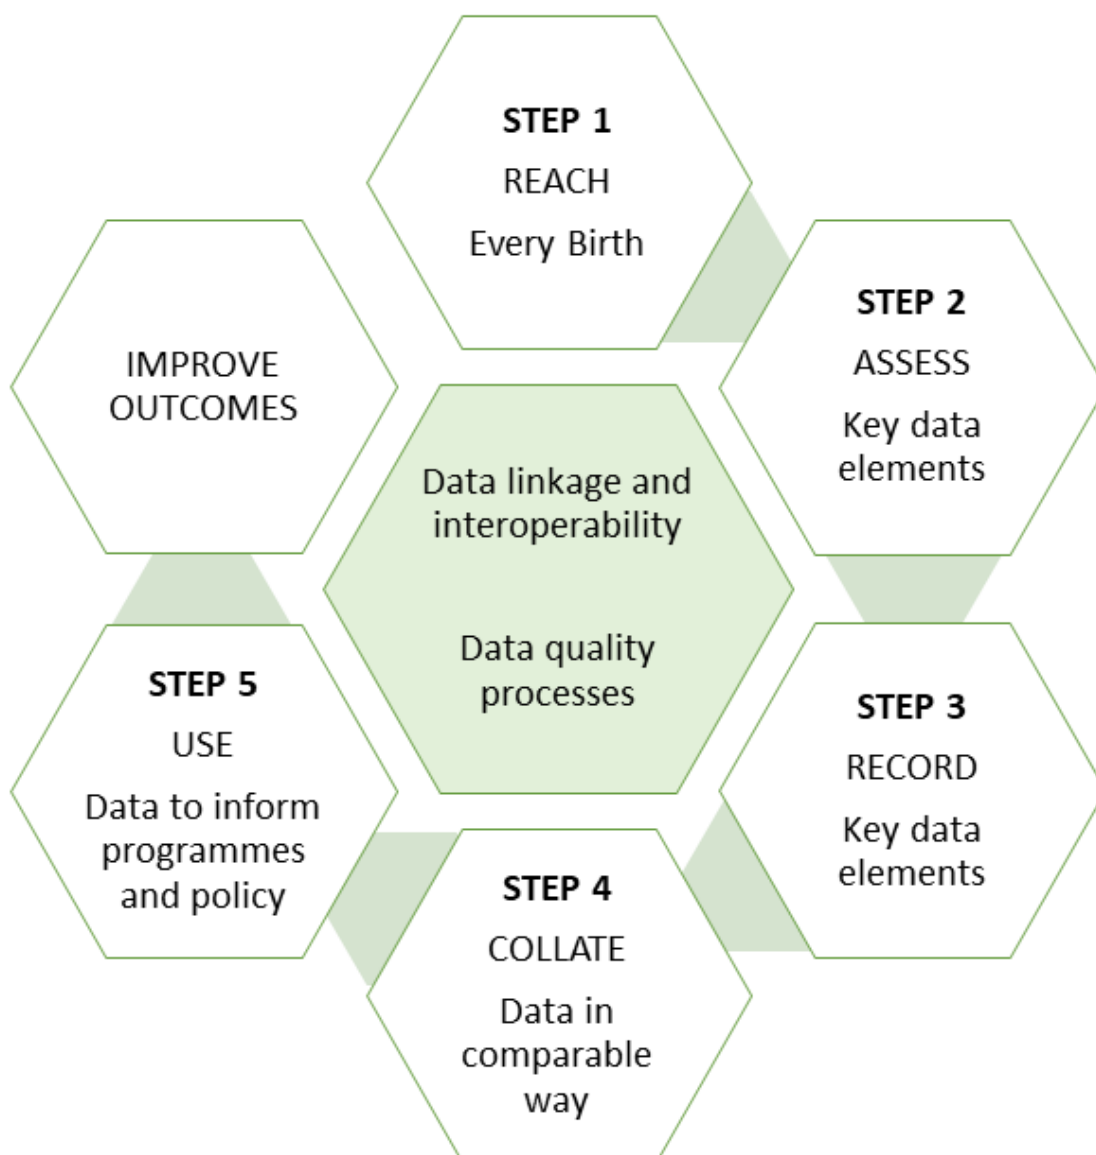 STEP 1
REACH
Every Birth
STEP 2
ASSESS
Key data
elements
STEP 3
RECORD
Key data
elements
STEP 4
COLLATE
Data in
comparable
way
STEP 5
USE
Data to inform
programmes
and policy
IMPROVE
OUTCOMES
Data linkage and
interoperability
Data quality
processes